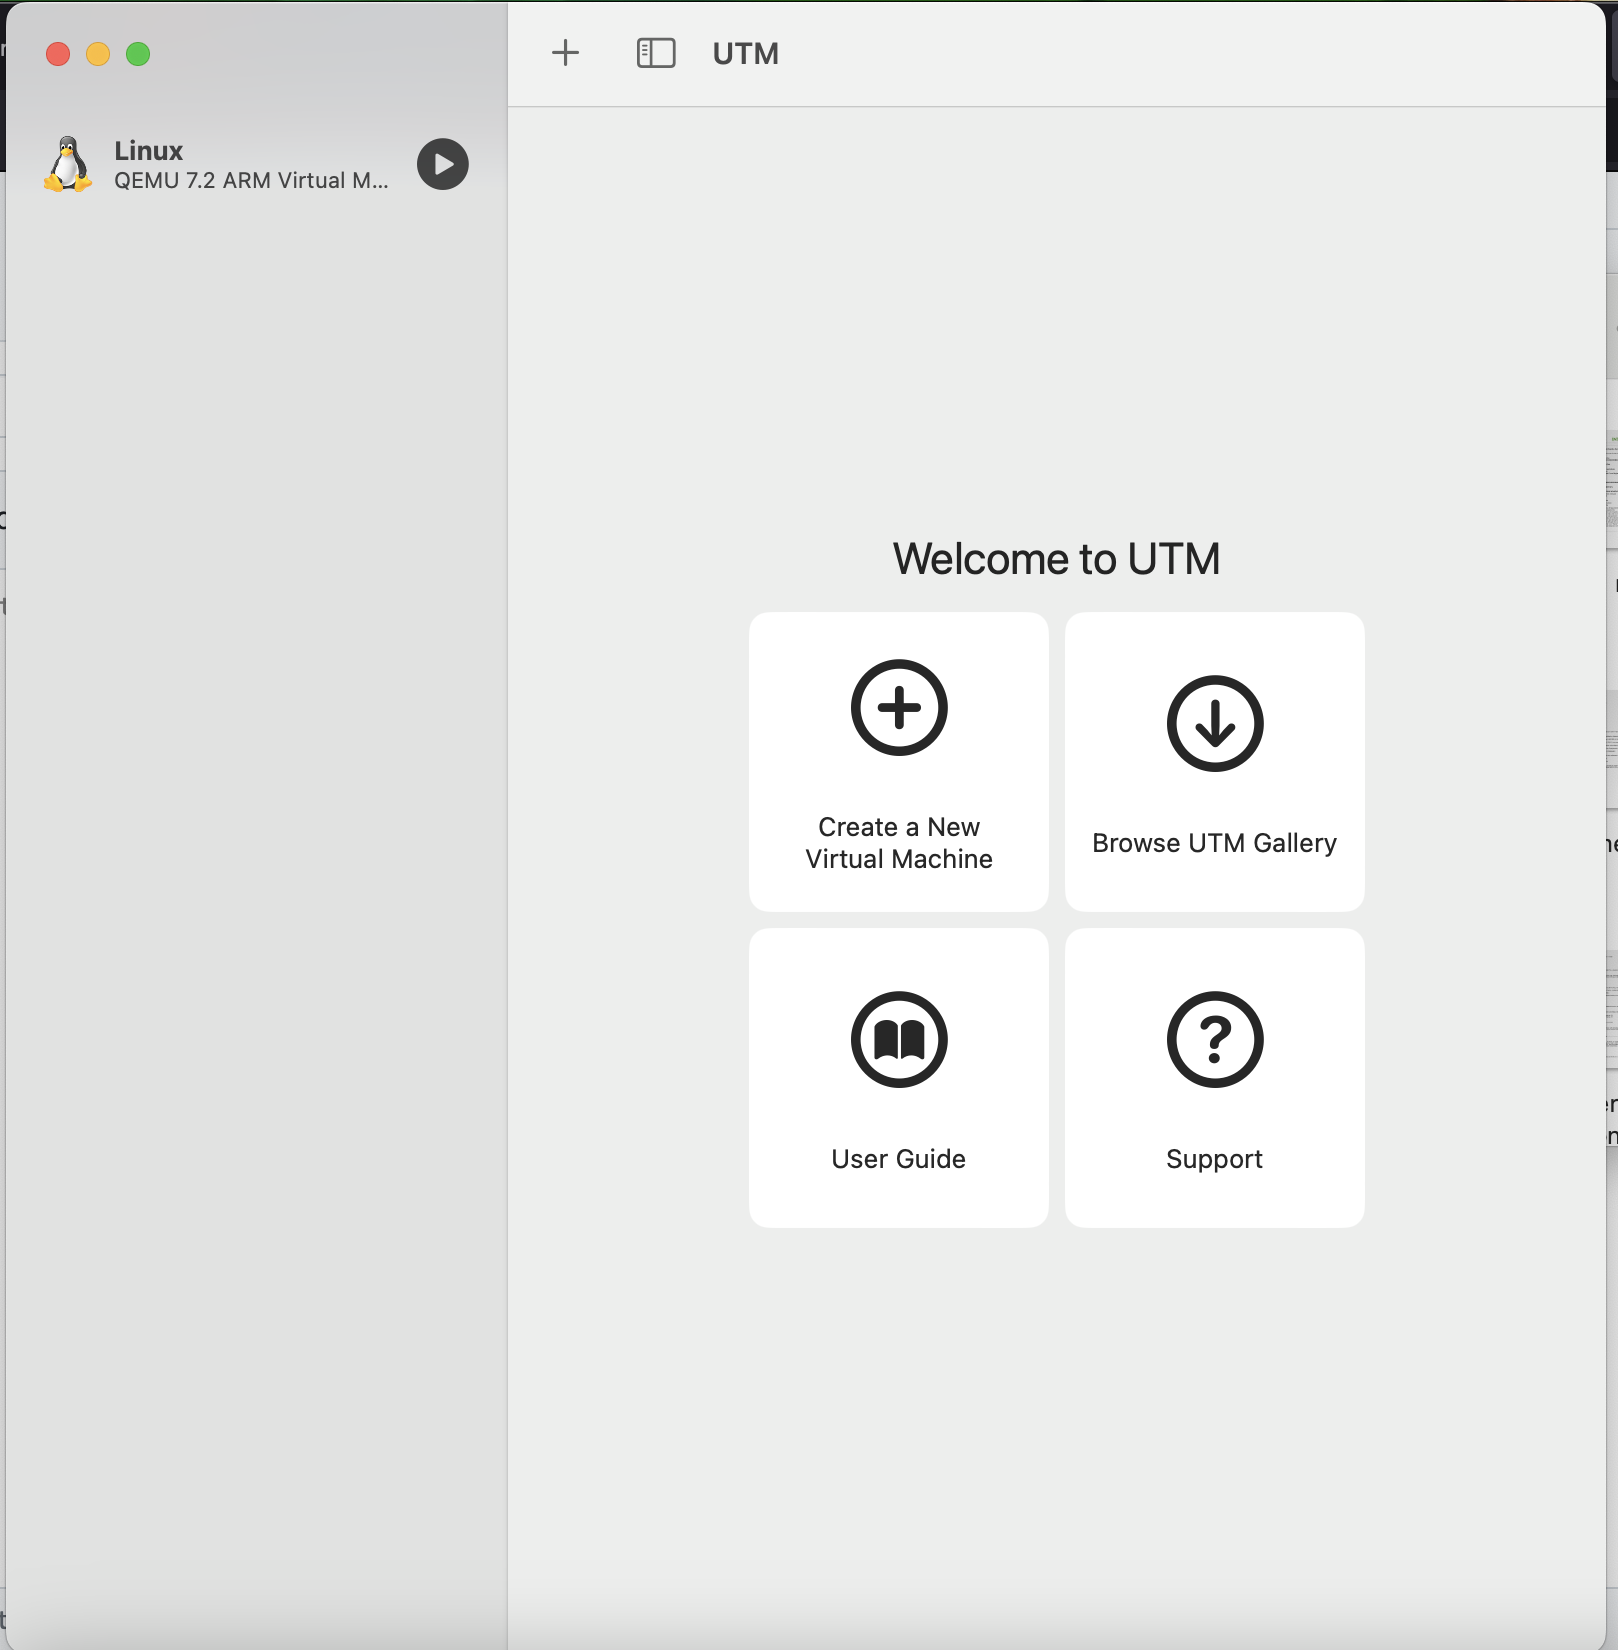 UTM
Linux
QEMU 7.2 ARM Virtual M...
Welcome to UTM
Create a New
Virtual Machine
Browse UTM Gallery
User Guide
Support